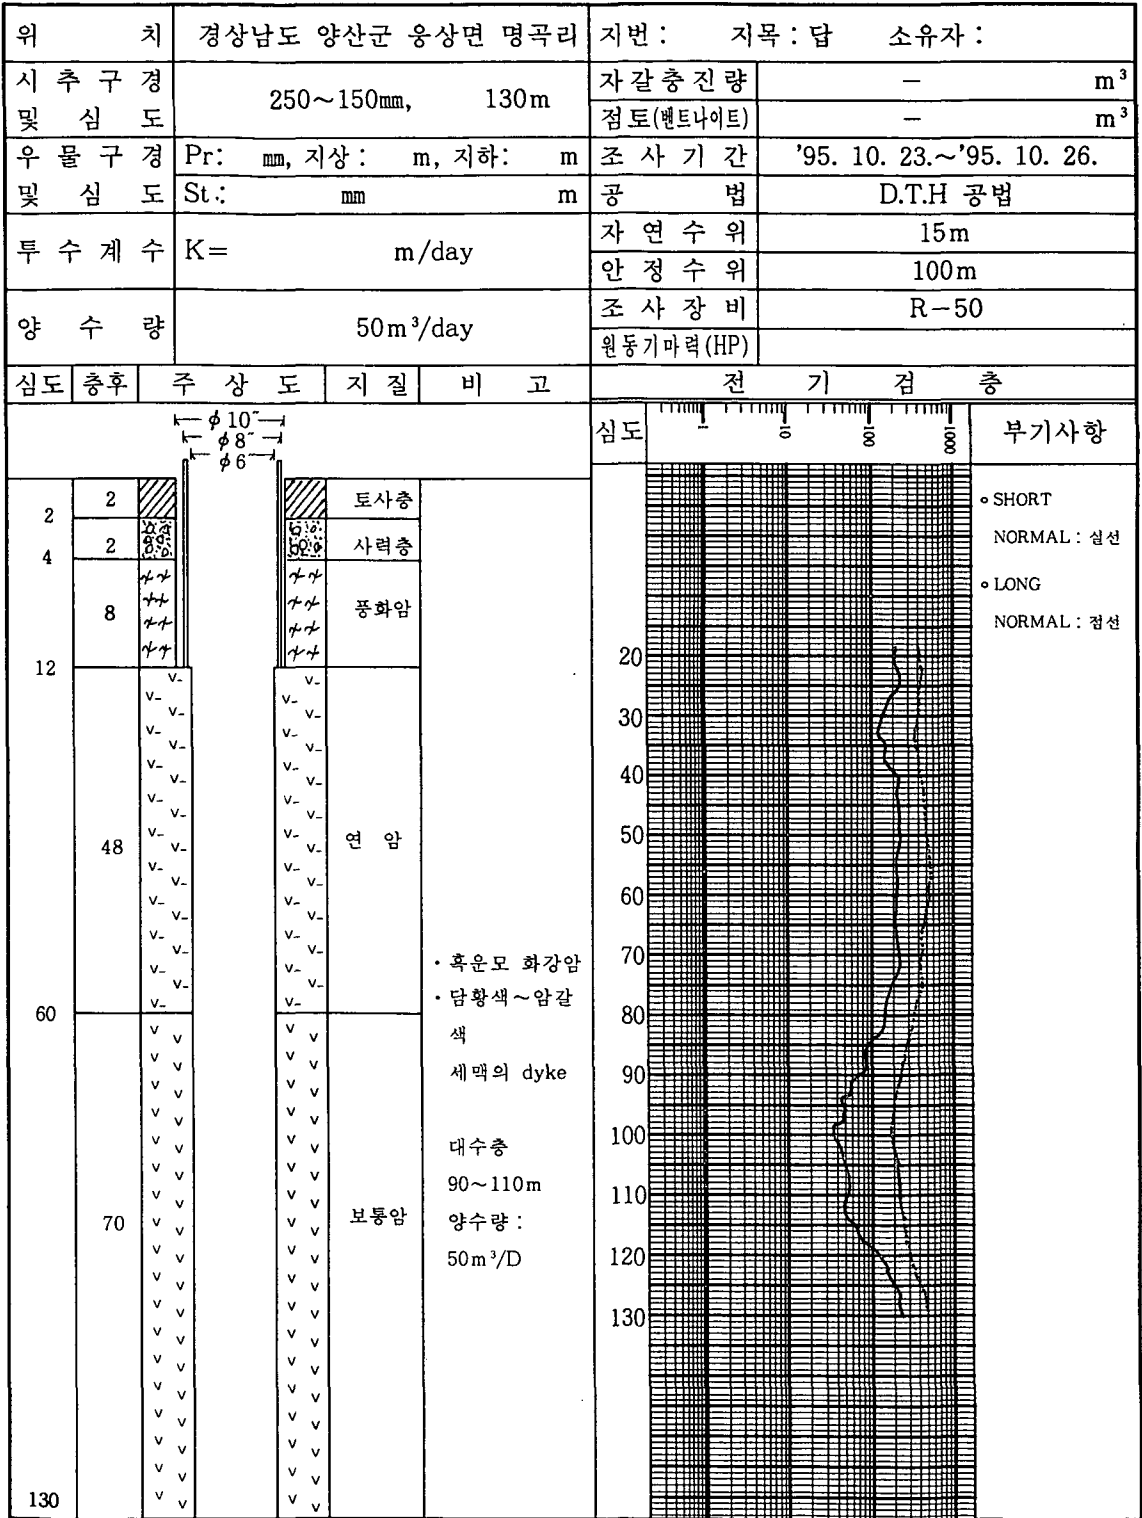 위 치 경상남도 양산군 웅상면 명곡리 지번 : 지목 : 답 소유자 :
시 추 구 경 및 심 도 250~150㎜, 130m
자갈충진량 — m³
점토(벤트나이트) — m³
우 물 구 경 및 심 도 Pr: ㎜, 지상 : m, 지하: m
St.: ㎜ m
조 사 기 간 '95. 10. 23.~'95. 10. 26.
공 법 D.T.H 공법
투 수 계 수 K= m/day
자 연 수 위 15m
안 정 수 위 100m
양 수 량 50m³/day
조 사 장 비 R-50
원동기마력(HP)
심도 층후 주 상 도 지 질 비 고 전 기 검 층
φ 10″
φ 8″
φ 6
심도 1 10 100 1000 부기사항
2 2 토사층
4 2 사력층
8 풍화암
12
48 연 암
60
70 보통암
130
· 흑운모 화강암
· 담황색~암갈
색
세맥의 dyke
대수층
90~110m
양수량 :
50m³/D
20
30
40
50
60
70
80
90
100
110
120
130
∘ SHORT
NORMAL : 실선
∘ LONG
NORMAL : 점선